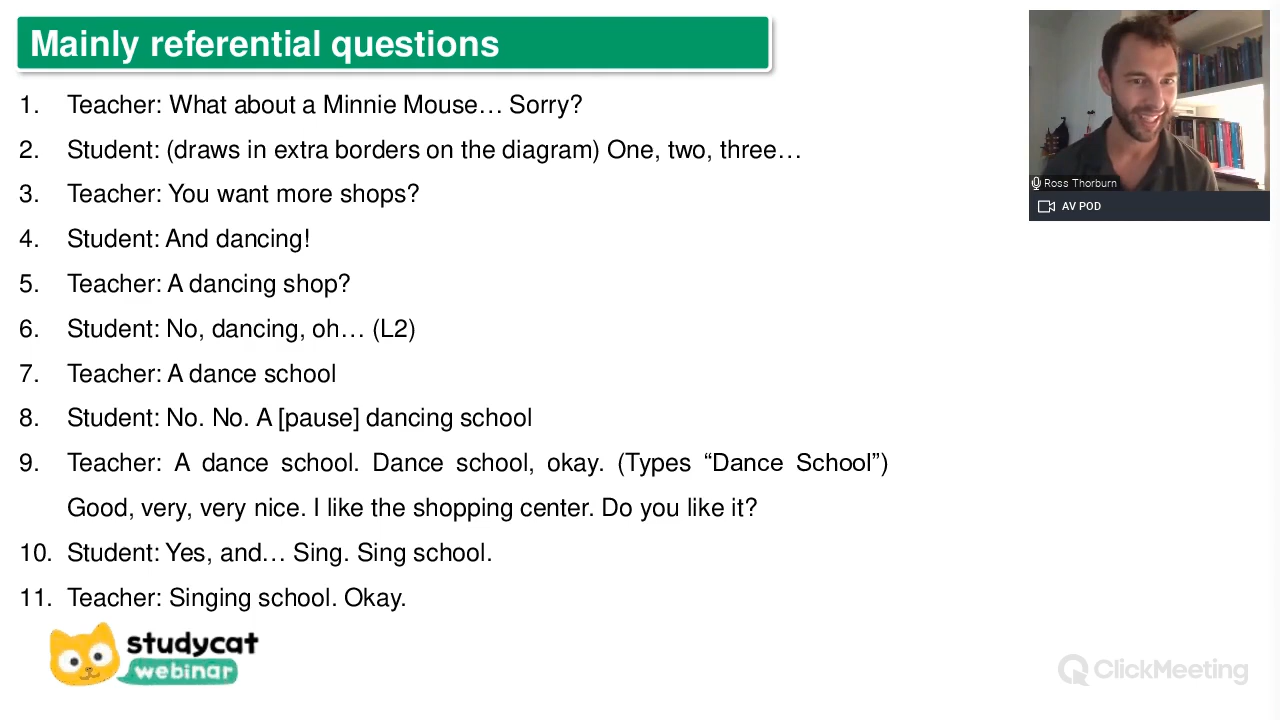 Mainly referential questions
1. Teacher: What about a Minnie Mouse… Sorry?
2. Student: (draws in extra borders on the diagram) One, two, three…
3. Teacher: You want more shops?
4. Student: And dancing!
5. Teacher: A dancing shop?
6. Student: No, dancing, oh… (L2)
7. Teacher: A dance school
8. Student: No. No. A [pause] dancing school
9. Teacher: A dance school. Dance school, okay. (Types “Dance School”)
Good, very, very nice. I like the shopping center. Do you like it?
10. Student: Yes, and… Sing. Sing school.
11. Teacher: Singing school. Okay.
studycat
webinar
Ross Thorburn
AV POD
ClickMeeting